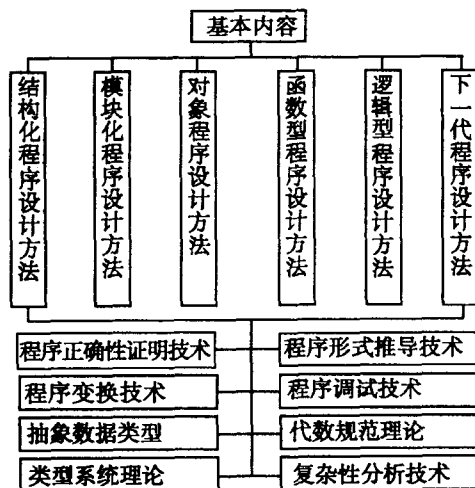 基本内容
结构化程序设计方法
模块化程序设计方法
对象程序设计方法
函数型程序设计方法
逻辑型程序设计方法
下一代程序设计方法
程序正确性证明技术
程序形式推导技术
程序变换技术
程序调试技术
抽象数据类型
代数规范理论
类型系统理论
复杂性分析技术